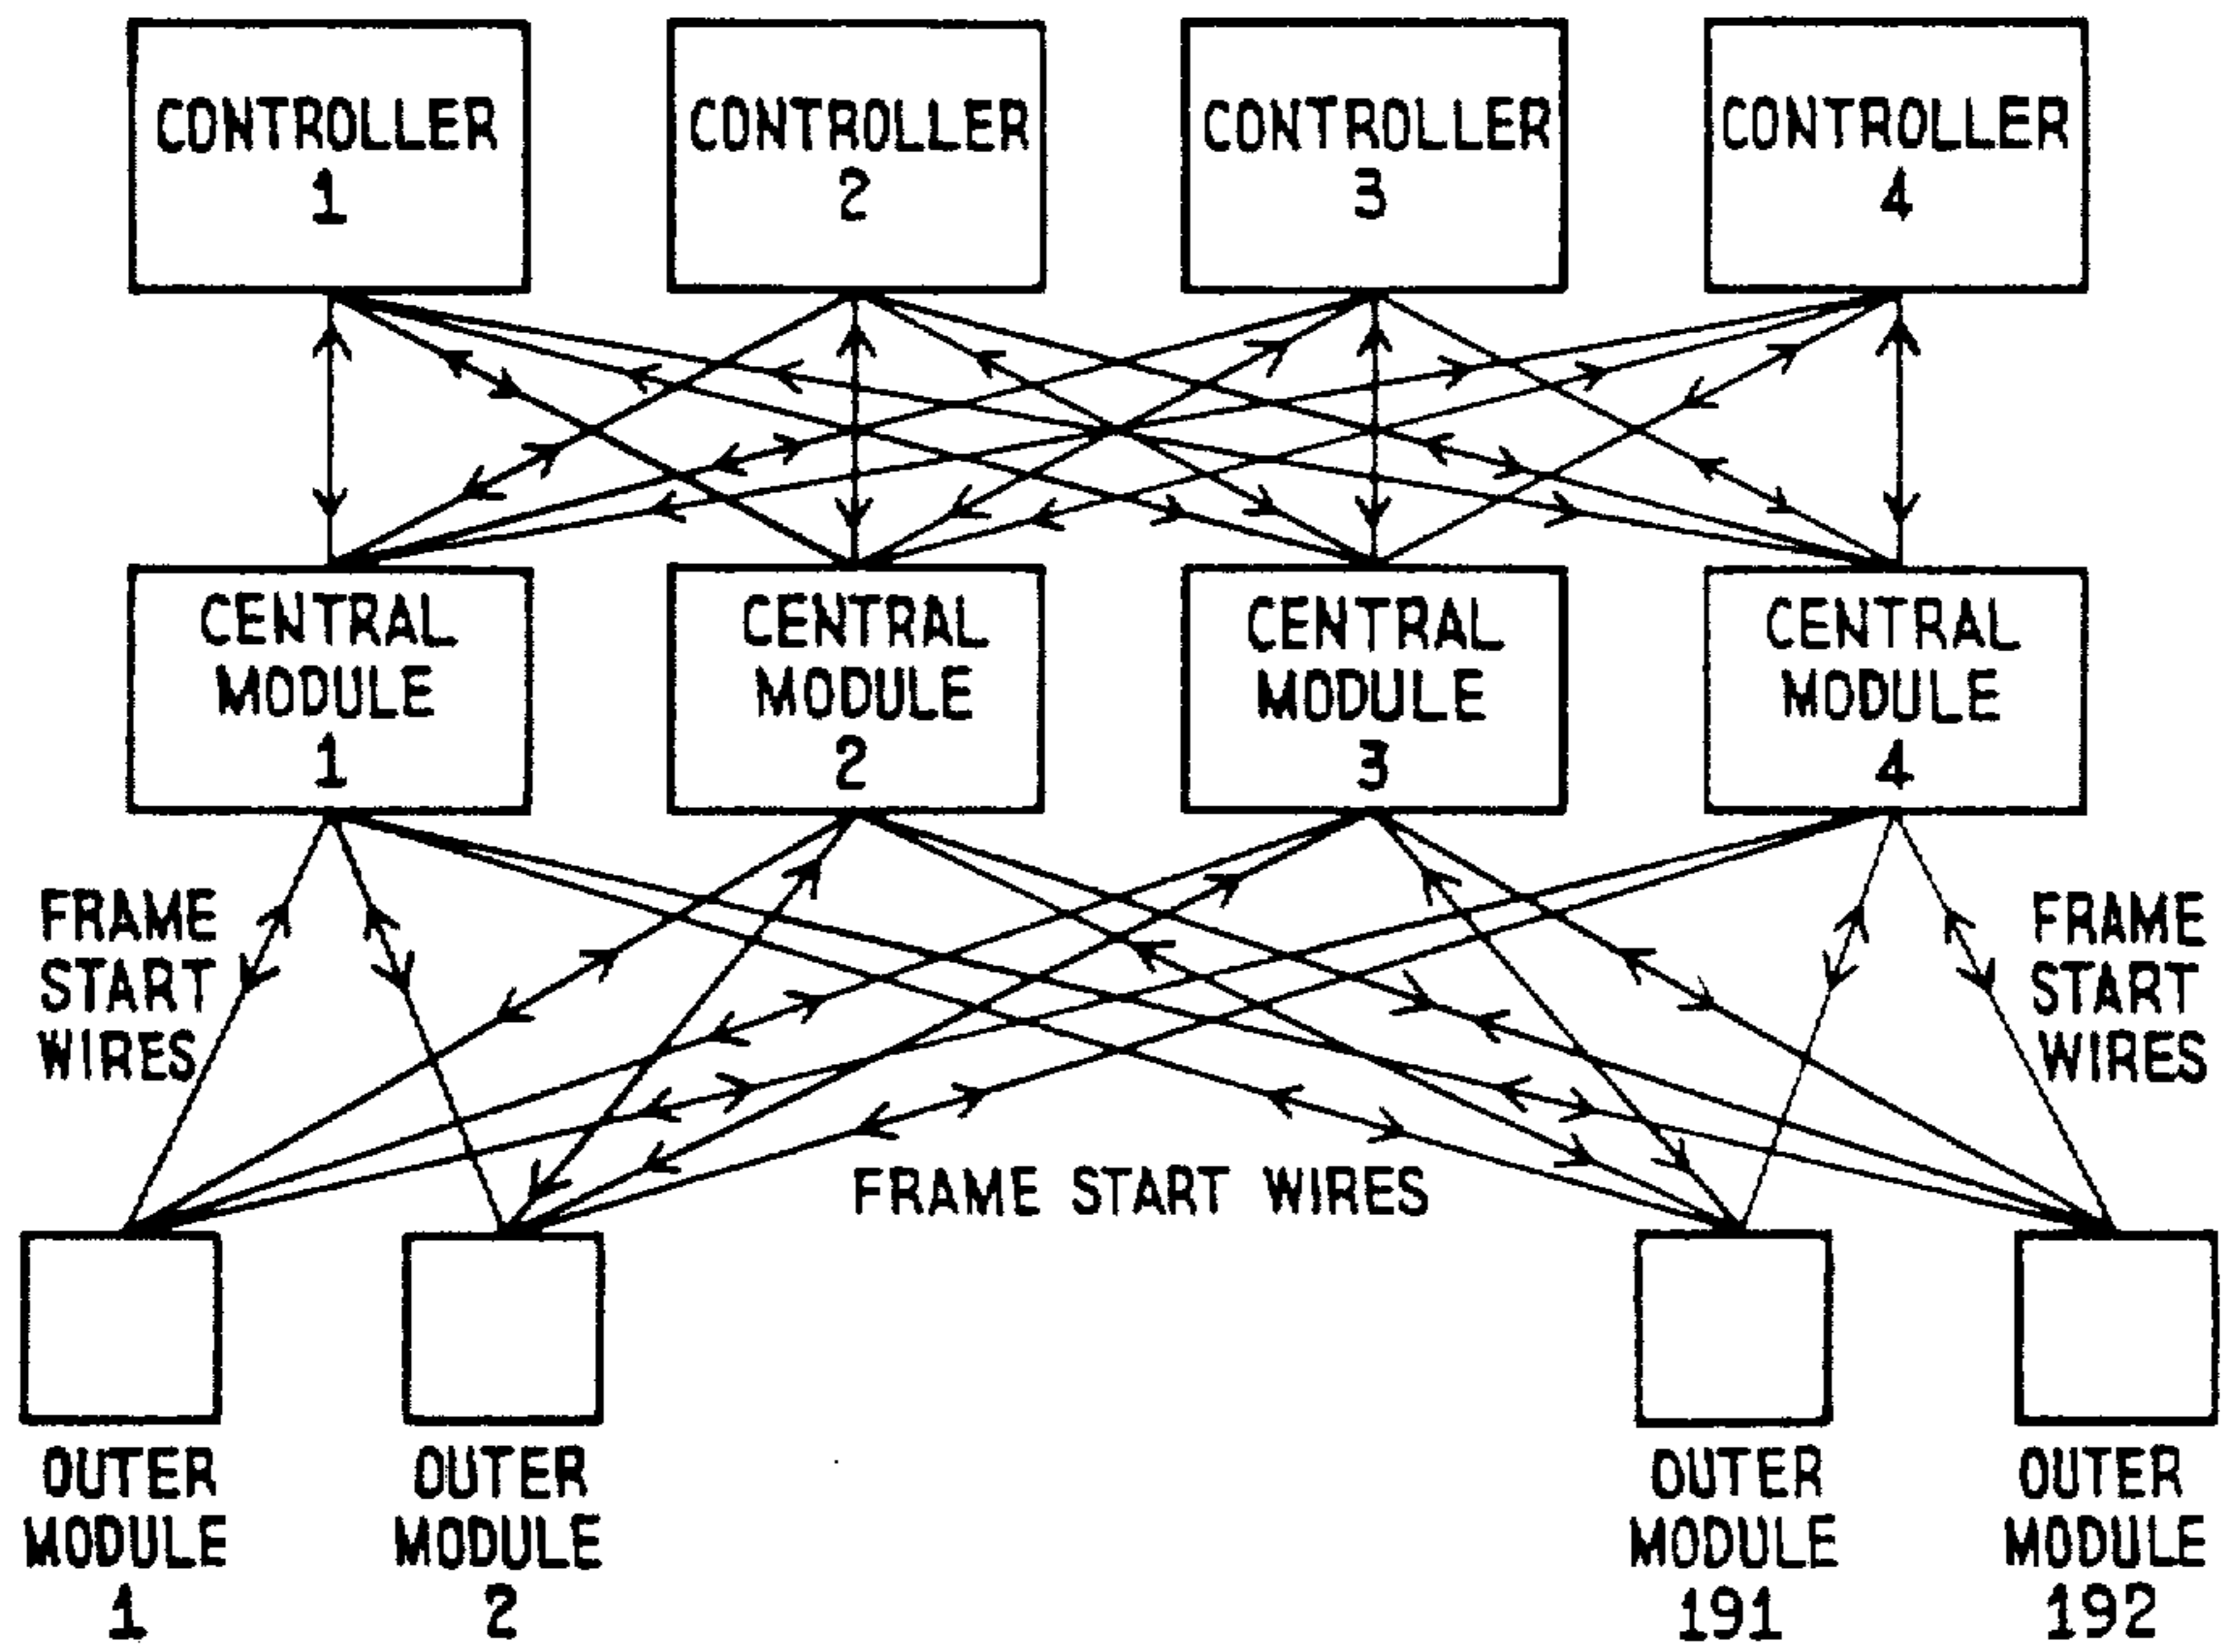 CONTROLLER
1
CONTROLLER
2
CONTROLLER
3
CONTROLLER
4
CENTRAL
MODULE
1
CENTRAL
MODULE
2
CENTRAL
MODULE
3
CENTRAL
MODULE
4
FRAME
START
WIRES
FRAME
START
WIRES
FRAME START WIRES
OUTER
MODULE
1
OUTER
MODULE
2
OUTER
MODULE
191
OUTER
MODULE
192